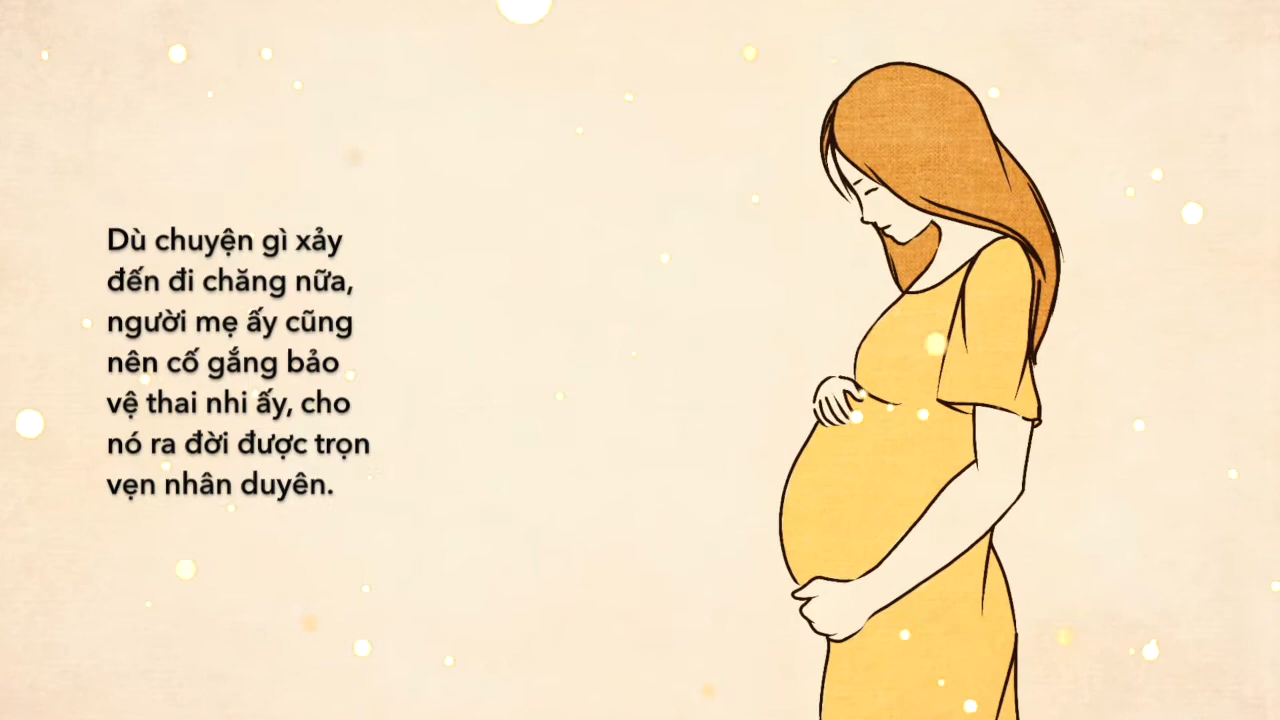 Dù chuyện gì xảy
đến đi chăng nữa,
người mẹ ấy cũng
nên cố gắng bảo
vệ thai nhi ấy, cho
nó ra đời được trọn
vẹn nhân duyên.